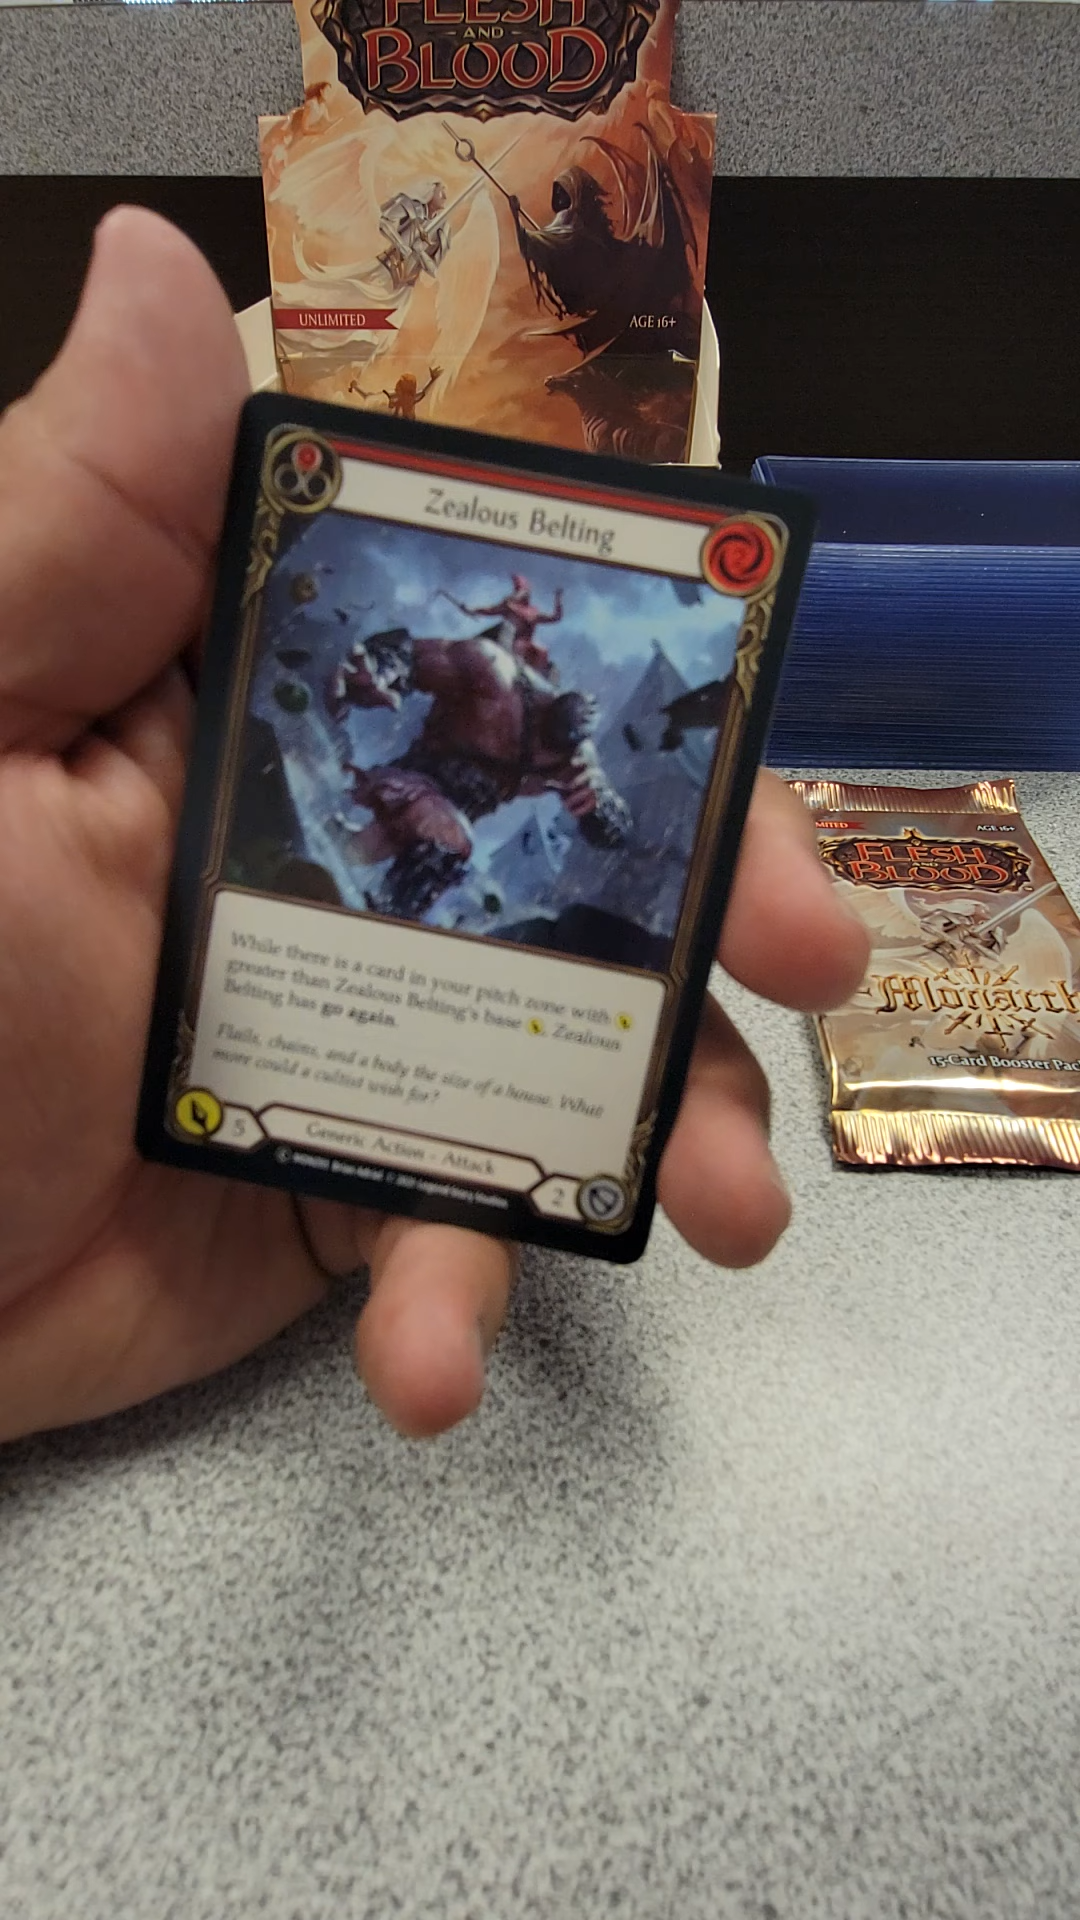 FLESH
AND
BLOOD
UNLIMITED
AGE 16+
Zealous Belting
While there is a card in your pitch zone with
greater than Zealous Belting's base , Zealous
Belting has go again.
Flails, chains, and a body the size of a house. What
more could a cultist wish for?
5
Generic Action - Attack
2
MITED
AGE 16+
FLESH
AND
BLOOD
Monarch
15-Card Booster Pac